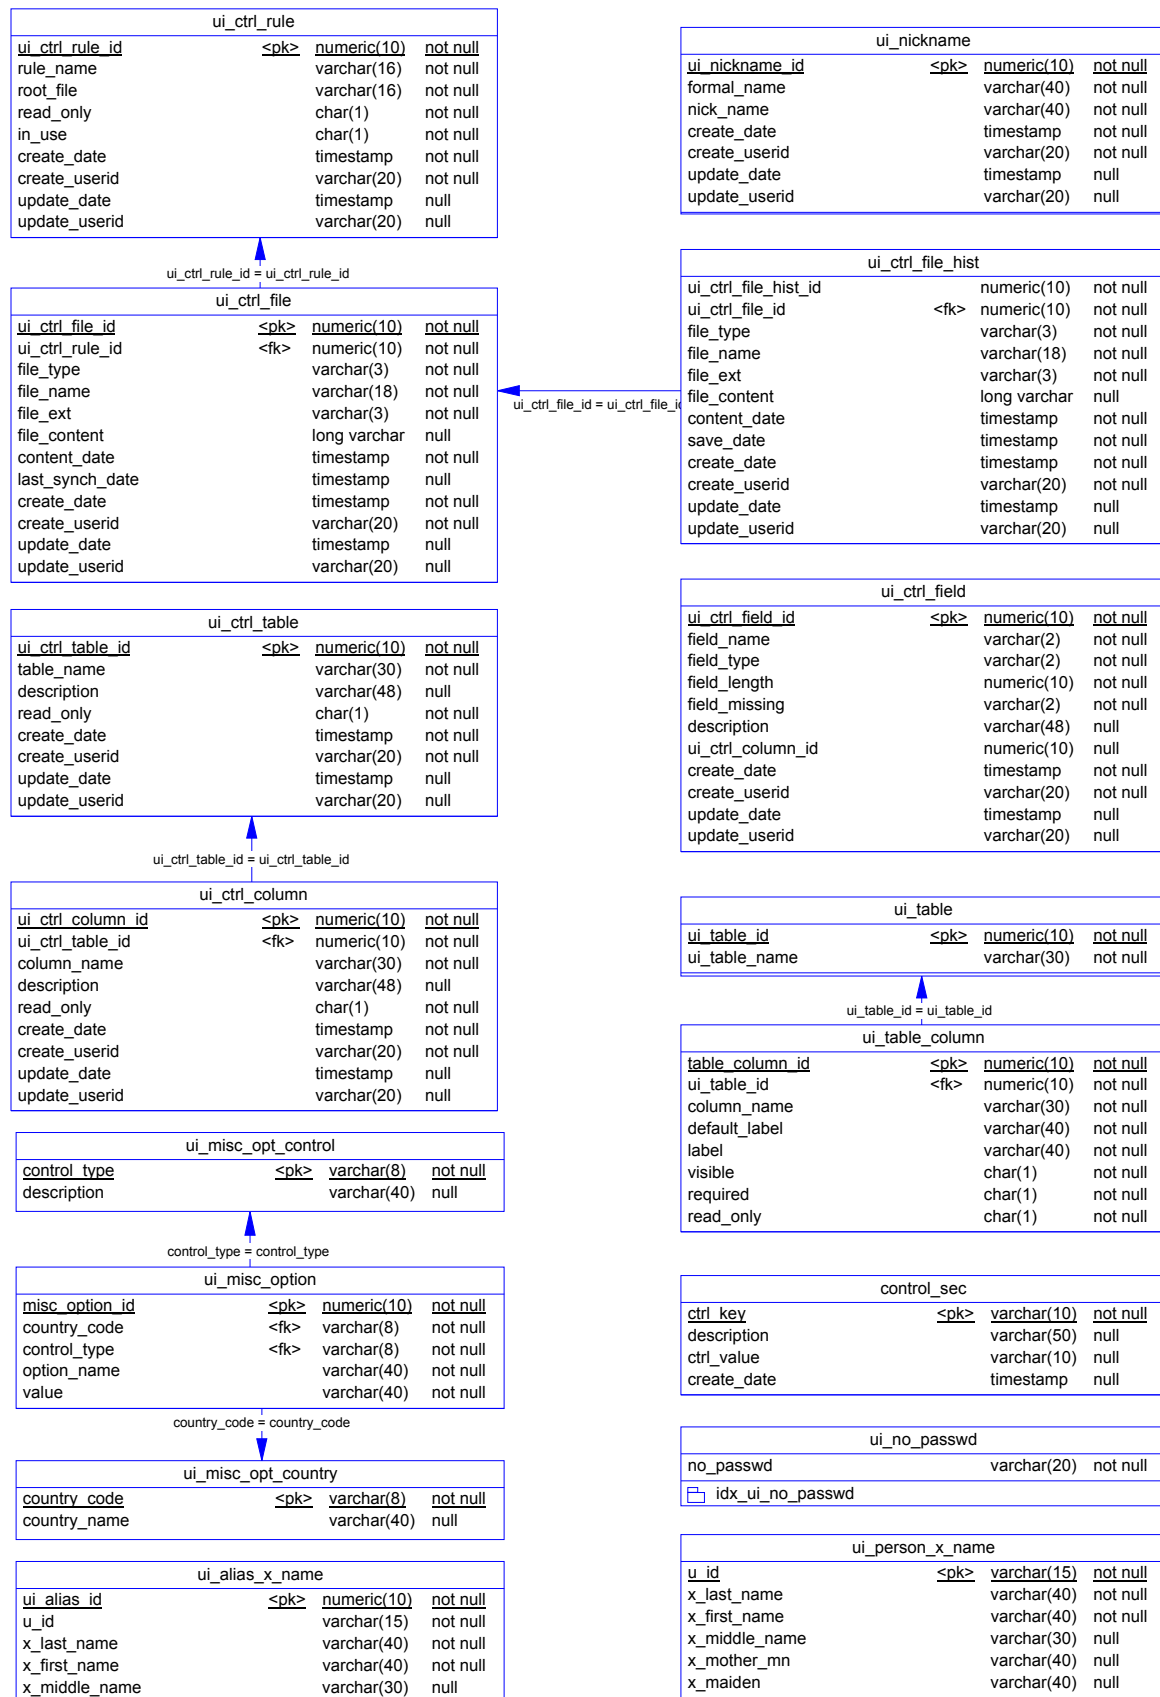 ui_ctrl_rule
ui_ctrl_rule_id <pk> numeric(10) not null
rule_name varchar(16) not null
root_file varchar(16) not null
read_only char(1) not null
in_use char(1) not null
create_date timestamp not null
create_userid varchar(20) not null
update_date timestamp null
update_userid varchar(20) null
ui_ctrl_rule_id = ui_ctrl_rule_id
ui_ctrl_file
ui_ctrl_file_id <pk> numeric(10) not null
ui_ctrl_rule_id <fk> numeric(10) not null
file_type varchar(3) not null
file_name varchar(18) not null
file_ext varchar(3) not null
file_content long varchar null
content_date timestamp not null
last_synch_date timestamp null
create_date timestamp not null
create_userid varchar(20) not null
update_date timestamp null
update_userid varchar(20) null
ui_ctrl_table
ui_ctrl_table_id <pk> numeric(10) not null
table_name varchar(30) not null
description varchar(48) null
read_only char(1) not null
create_date timestamp not null
create_userid varchar(20) not null
update_date timestamp null
update_userid varchar(20) null
ui_ctrl_table_id = ui_ctrl_table_id
ui_ctrl_column
ui_ctrl_column_id <pk> numeric(10) not null
ui_ctrl_table_id <fk> numeric(10) not null
column_name varchar(30) not null
description varchar(48) null
read_only char(1) not null
create_date timestamp not null
create_userid varchar(20) not null
update_date timestamp null
update_userid varchar(20) null
ui_misc_opt_control
control_type <pk> varchar(8) not null
description varchar(40) null
control_type = control_type
ui_misc_option
misc_option_id <pk> numeric(10) not null
country_code <fk> varchar(8) not null
control_type <fk> varchar(8) not null
option_name varchar(40) not null
value varchar(40) not null
country_code = country_code
ui_misc_opt_country
country_code <pk> varchar(8) not null
country_name varchar(40) null
ui_alias_x_name
ui_alias_id <pk> numeric(10) not null
u_id varchar(15) not null
x_last_name varchar(40) not null
x_first_name varchar(40) not null
x_middle_name varchar(30) null
ui_nickname
ui_nickname_id <pk> numeric(10) not null
formal_name varchar(40) not null
nick_name varchar(40) not null
create_date timestamp not null
create_userid varchar(20) not null
update_date timestamp null
update_userid varchar(20) null
ui_ctrl_file_hist
ui_ctrl_file_hist_id numeric(10) not null
ui_ctrl_file_id <fk> numeric(10) not null
file_type varchar(3) not null
file_name varchar(18) not null
file_ext varchar(3) not null
file_content long varchar null
content_date timestamp not null
save_date timestamp not null
create_date timestamp not null
create_userid varchar(20) not null
update_date timestamp null
update_userid varchar(20) null
ui_ctrl_file_id = ui_ctrl_file_id
ui_ctrl_field
ui_ctrl_field_id <pk> numeric(10) not null
field_name varchar(2) not null
field_type varchar(2) not null
field_length numeric(10) not null
field_missing varchar(2) not null
description varchar(48) null
ui_ctrl_column_id numeric(10) null
create_date timestamp not null
create_userid varchar(20) not null
update_date timestamp null
update_userid varchar(20) null
ui_table
ui_table_id <pk> numeric(10) not null
ui_table_name varchar(30) not null
ui_table_id = ui_table_id
ui_table_column
table_column_id <pk> numeric(10) not null
ui_table_id <fk> numeric(10) not null
column_name varchar(30) not null
default_label varchar(40) not null
label varchar(40) not null
visible char(1) not null
required char(1) not null
read_only char(1) not null
control_sec
ctrl_key <pk> varchar(10) not null
description varchar(50) null
ctrl_value varchar(10) null
create_date timestamp null
ui_no_passwd
no_passwd varchar(20) not null
idx_ui_no_passwd
ui_person_x_name
u_id <pk> varchar(15) not null
x_last_name varchar(40) not null
x_first_name varchar(40) not null
x_middle_name varchar(30) null
x_mother_mn varchar(40) null
x_maiden varchar(40) null